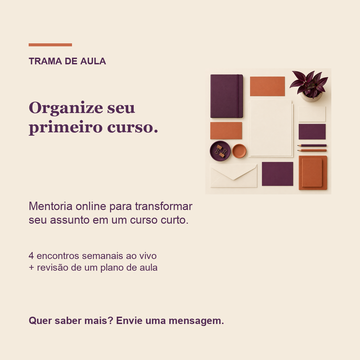 TRAMA DE AULA
Organize seu
primeiro curso.
Mentoria online para transformar
seu assunto em um curso curto.
4 encontros semanais ao vivo
+ revisão de um plano de aula
Quer saber mais? Envie uma mensagem.